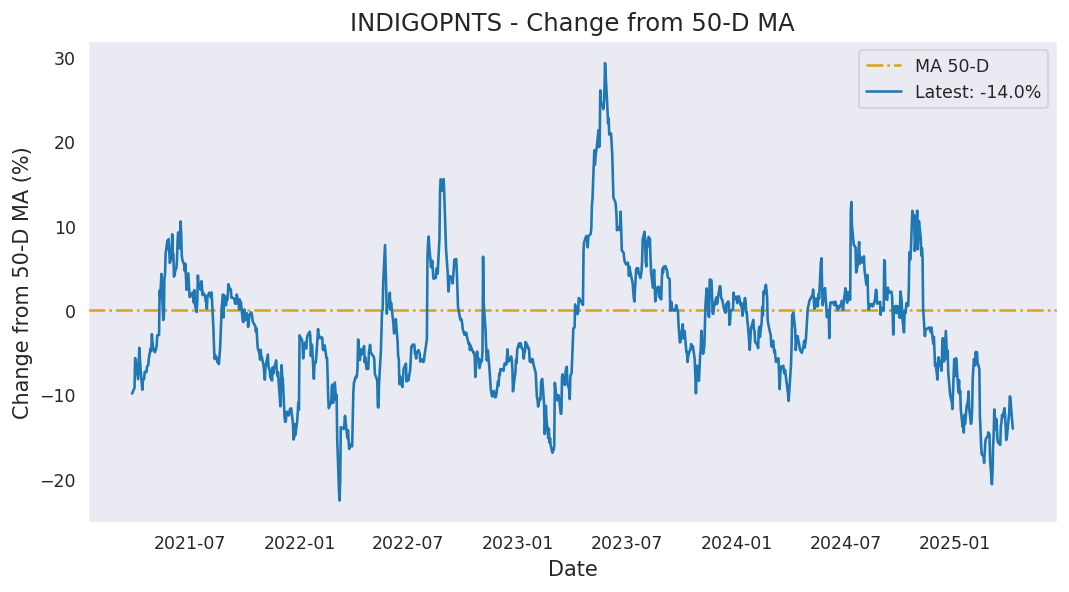 INDIGOPNTS - Change from 50-D MA
Change from 50-D MA (%)
30
20
10
0
−10
−20
MA 50-D
Latest: -14.0%
2021-07 2022-01 2022-07 2023-01 2023-07 2024-01 2024-07 2025-01
Date